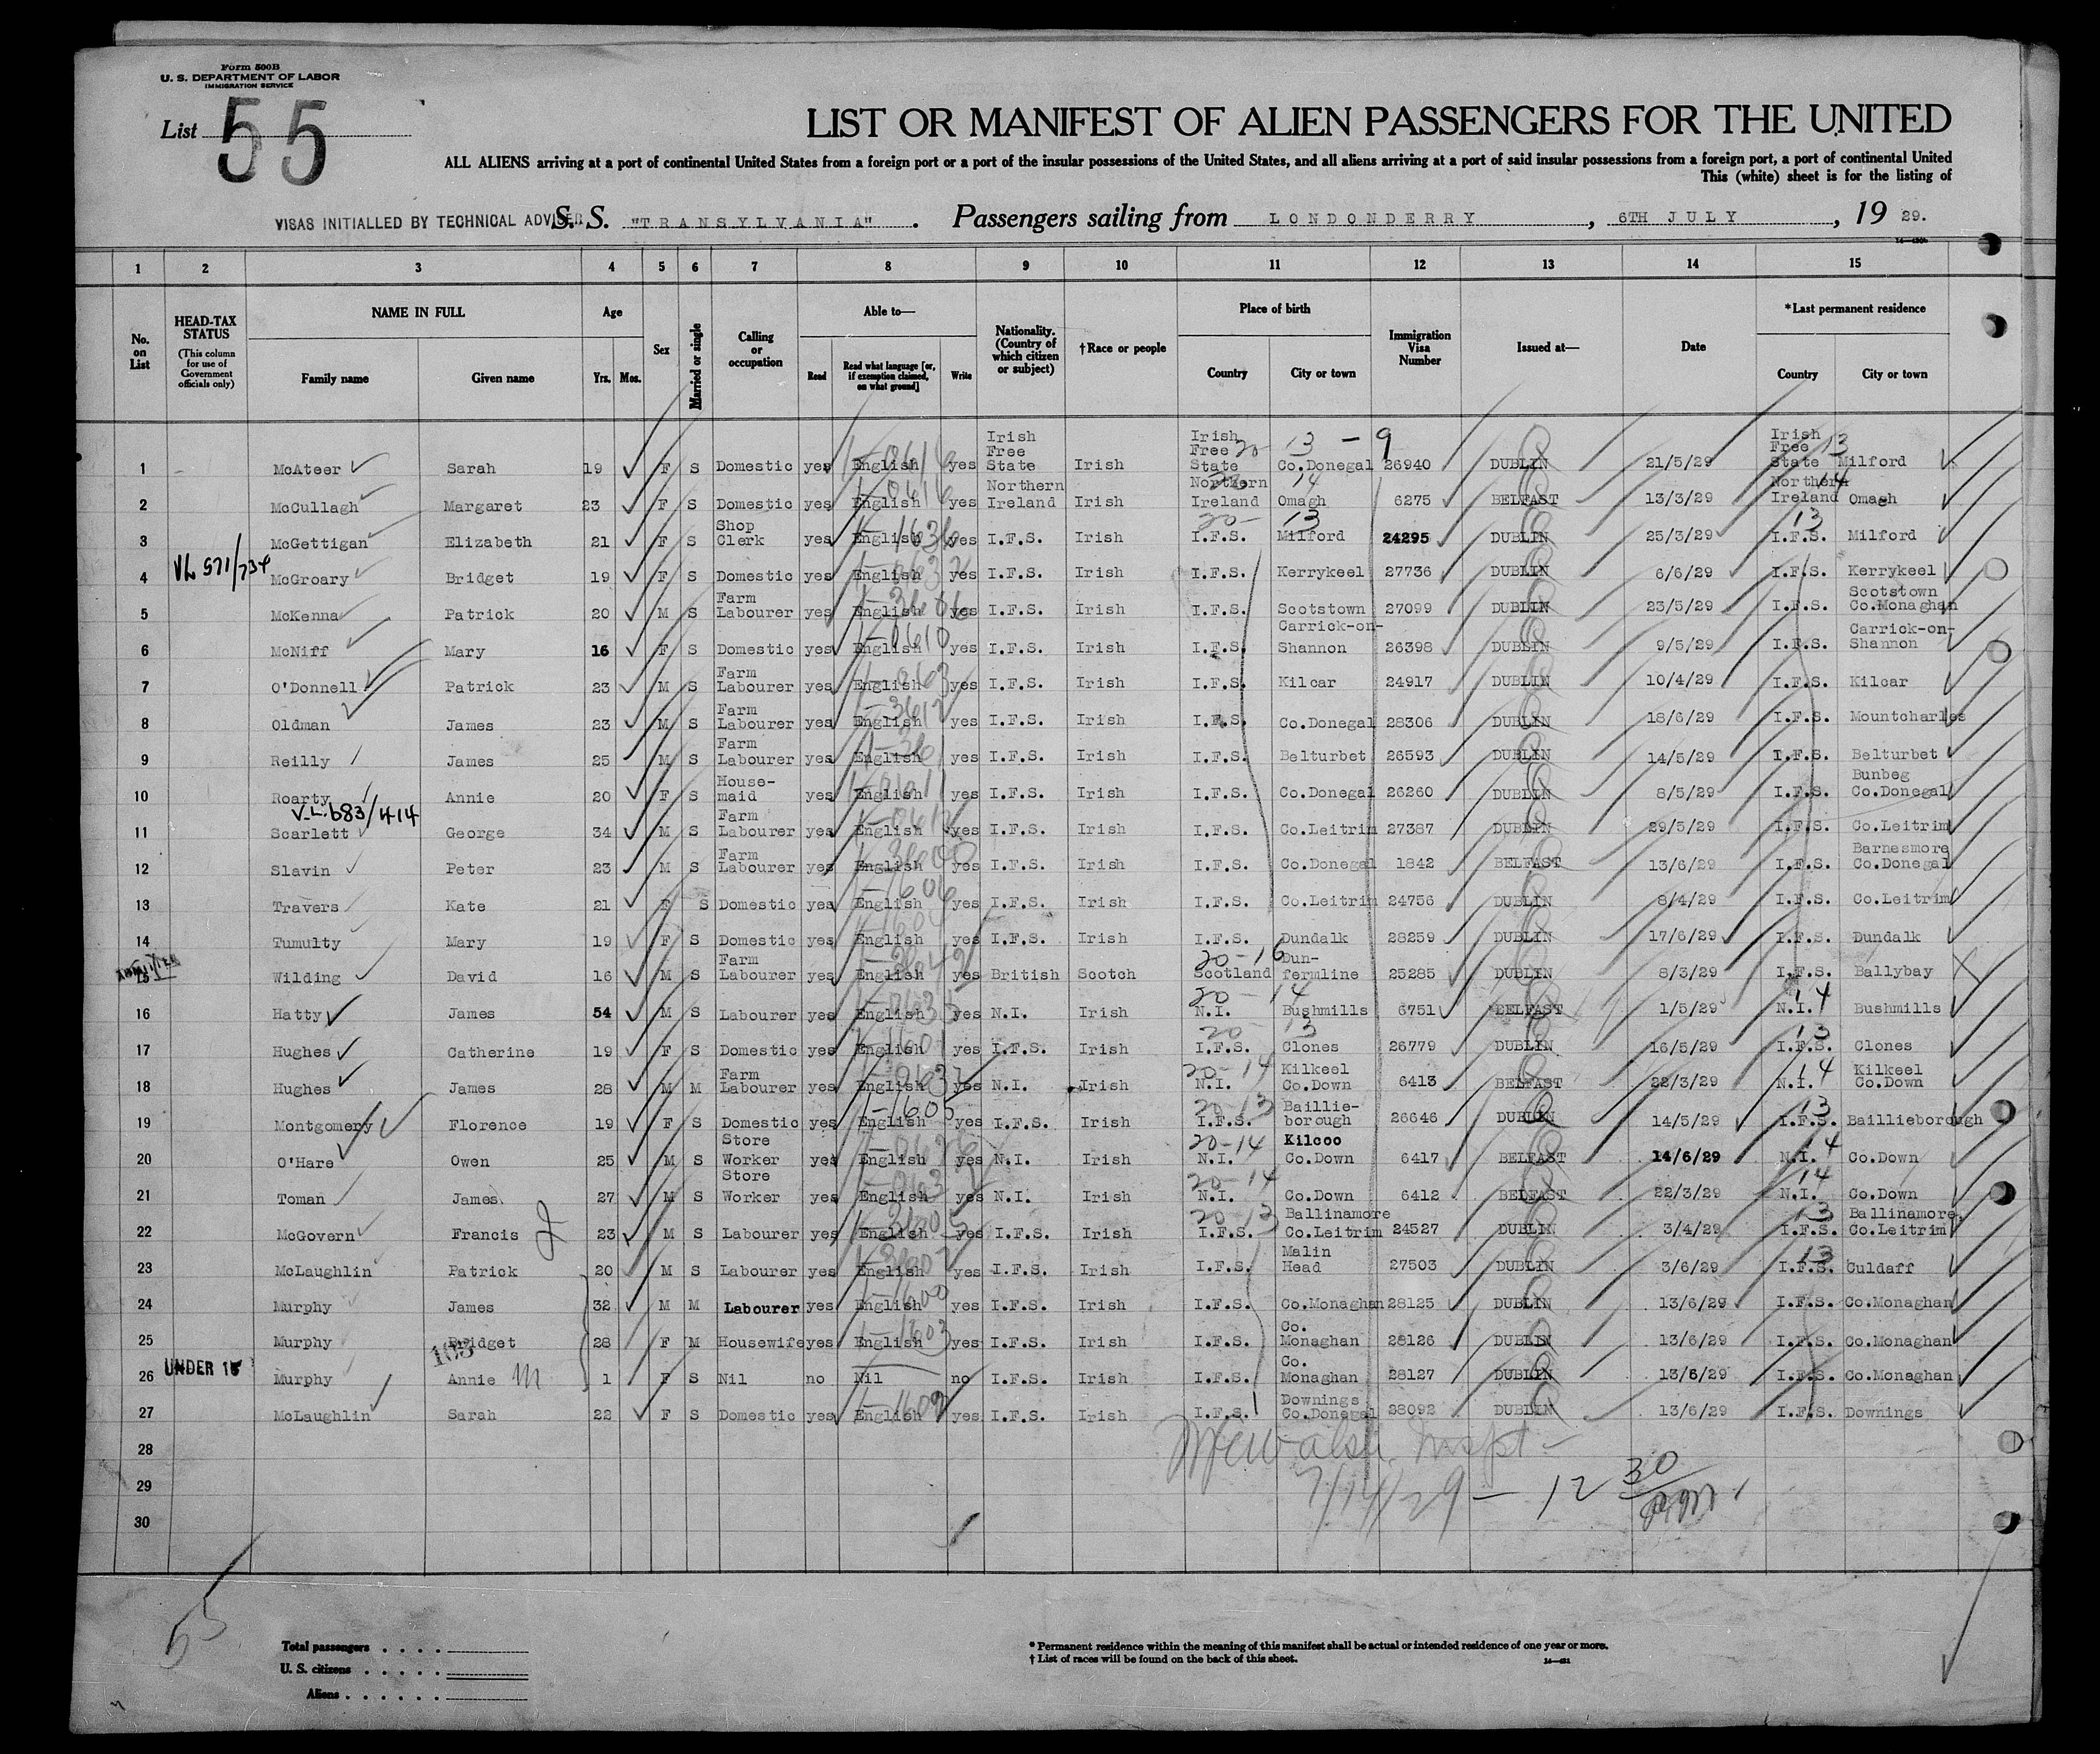 Form 500B
U. S. DEPARTMENT OF LABOR
IMMIGRATION SERVICE
List 55
LIST OR MANIFEST OF ALIEN PASSENGERS FOR THE UNITED
ALL ALIENS arriving at a port of continental United States from a foreign port or a port of the insular possessions of the United States, and all aliens arriving at a port of said insular possessions from a foreign port, a port of continental United
This (white) sheet is for the listing of
VISAS INITIALLED BY TECHNICAL ADVISER
S. S. "TRANSYLVANIA" . Passengers sailing from LONDONDERRY , 6TH JULY , 19 29.
1 2 3 4 5 6 7 8 9 10 11 12 13 14 15
No. on List
HEAD-TAX STATUS
(This column for use of Government officials only)
NAME IN FULL
Family name Given name
Age
Yrs. Mos.
Sex
Married or single
Calling or occupation
Able to—
Read
Read what language [or, if exemption claimed, on what ground]
Write
Nationality. (Country of which citizen or subject)
†Race or people
Place of birth
Country City or town
Immigration Visa Number
Issued at—
Date
*Last permanent residence
Country City or town
1 McAteer Sarah 19 F S Domestic yes English yes Irish Free State Irish Irish Free State Co.Donegal 26940 DUBLIN 21/5/29 Irish Free State Milford
2 McCullagh Margaret 23 F S Domestic yes English yes Northern Ireland Irish Northern Ireland Omagh 6275 BELFAST 13/3/29 Northern Ireland Omagh
3 McGettigan Elizabeth 21 F S Shop Clerk yes English yes I.F.S. Irish I.F.S. Milford 24295 DUBLIN 25/3/29 I.F.S. Milford
4 McGroary Bridget 19 F S Domestic yes English yes I.F.S. Irish I.F.S. Kerrykeel 27736 DUBLIN 6/6/29 I.F.S. Kerrykeel
5 McKenna Patrick 20 M S Farm Labourer yes English yes I.F.S. Irish I.F.S. Scotstown 27099 DUBLIN 23/5/29 I.F.S. Scotstown Co.Monaghan
6 McNiff Mary 16 F S Domestic yes English yes I.F.S. Irish I.F.S. Carrick-on-Shannon 26398 DUBLIN 9/5/29 I.F.S. Carrick-on-Shannon
7 O'Donnell Patrick 23 M S Farm Labourer yes English yes I.F.S. Irish I.F.S. Kilcar 24917 DUBLIN 10/4/29 I.F.S. Kilcar
8 Oldman James 23 M S Farm Labourer yes English yes I.F.S. Irish I.F.S. Co.Donegal 28306 DUBLIN 18/6/29 I.F.S. Mountcharles
9 Reilly James 25 M S Farm Labourer yes English yes I.F.S. Irish I.F.S. Belturbet 26593 DUBLIN 14/5/29 I.F.S. Belturbet
10 Roarty Annie 20 F S House-maid yes English yes I.F.S. Irish I.F.S. Co.Donegal 26260 DUBLIN 8/5/29 I.F.S. Bunbeg Co.Donegal
V.L. 683/414
11 Scarlett George 34 M S Farm Labourer yes English yes I.F.S. Irish I.F.S. Co.Leitrim 27387 DUBLIN 29/5/29 I.F.S. Co.Leitrim
12 Slavin Peter 23 M S Farm Labourer yes English yes I.F.S. Irish I.F.S. Co.Donegal 1842 BELFAST 13/6/29 I.F.S. Barnesmore Co.Donegal
13 Travers Kate 21 F S Domestic yes English yes I.F.S. Irish I.F.S. Co.Leitrim 24756 DUBLIN 8/4/29 I.F.S. Co.Leitrim
14 Tumulty Mary 19 F S Domestic yes English yes I.F.S. Irish I.F.S. Dundalk 28259 DUBLIN 17/6/29 I.F.S. Dundalk
15 Wilding David 16 M S Farm Labourer yes English yes British Scotch Scotland Dun-fermline 25285 DUBLIN 8/3/29 I.F.S. Ballybay
16 Hatty James 54 M S Labourer yes English yes N.I. Irish N.I. Bushmills 6751 BELFAST 1/5/29 N.I. Bushmills
17 Hughes Catherine 19 F S Domestic yes English yes I.F.S. Irish I.F.S. Clones 26779 DUBLIN 16/5/29 I.F.S. Clones
18 Hughes James 28 M M Farm Labourer yes English yes N.I. Irish N.I. Kilkeel Co.Down 6413 BELFAST 22/3/29 N.I. Kilkeel Co.Down
19 Montgomery Florence 19 F S Domestic yes English yes I.F.S. Irish I.F.S. Baillie-borough 26646 DUBLIN 14/5/29 I.F.S. Baillieborough
20 O'Hare Owen 25 M S Store Worker yes English yes N.I. Irish N.I. Kilcoo Co.Down 6417 BELFAST 14/6/29 N.I. Co.Down
21 Toman James 27 M S Store Worker yes English yes N.I. Irish N.I. Co.Down 6412 BELFAST 22/3/29 N.I. Co.Down
22 McGovern Francis 23 M S Labourer yes English yes I.F.S. Irish I.F.S. Ballinamore Co.Leitrim 24527 DUBLIN 3/4/29 I.F.S. Ballinamore, Co.Leitrim
23 McLaughlin Patrick 20 M S Labourer yes English yes I.F.S. Irish I.F.S. Malin Head 27503 DUBLIN 3/6/29 I.F.S. Culdaff
24 Murphy James 32 M M Labourer yes English yes I.F.S. Irish I.F.S. Co.Monaghan 28125 DUBLIN 13/6/29 I.F.S. Co.Monaghan
25 Murphy Bridget 28 F M Housewife yes English yes I.F.S. Irish I.F.S. Co. Monaghan 28126 DUBLIN 13/6/29 I.F.S. Co.Monaghan
UNDER 15
26 Murphy Annie 1 F S Nil no Nil no I.F.S. Irish I.F.S. Co. Monaghan 28127 DUBLIN 13/6/29 I.F.S. Co.Monaghan
27 McLaughlin Sarah 22 F S Domestic yes English yes I.F.S. Irish I.F.S. Downings Co.Donegal 28092 DUBLIN 13/6/29 I.F.S. Downings
28
29 7/14/29 - 12 30
30
55
Total passengers . . . .
U. S. citizens . . . . .
Aliens . . . . . .
* Permanent residence within the meaning of this manifest shall be actual or intended residence of one year or more.
† List of races will be found on the back of this sheet.